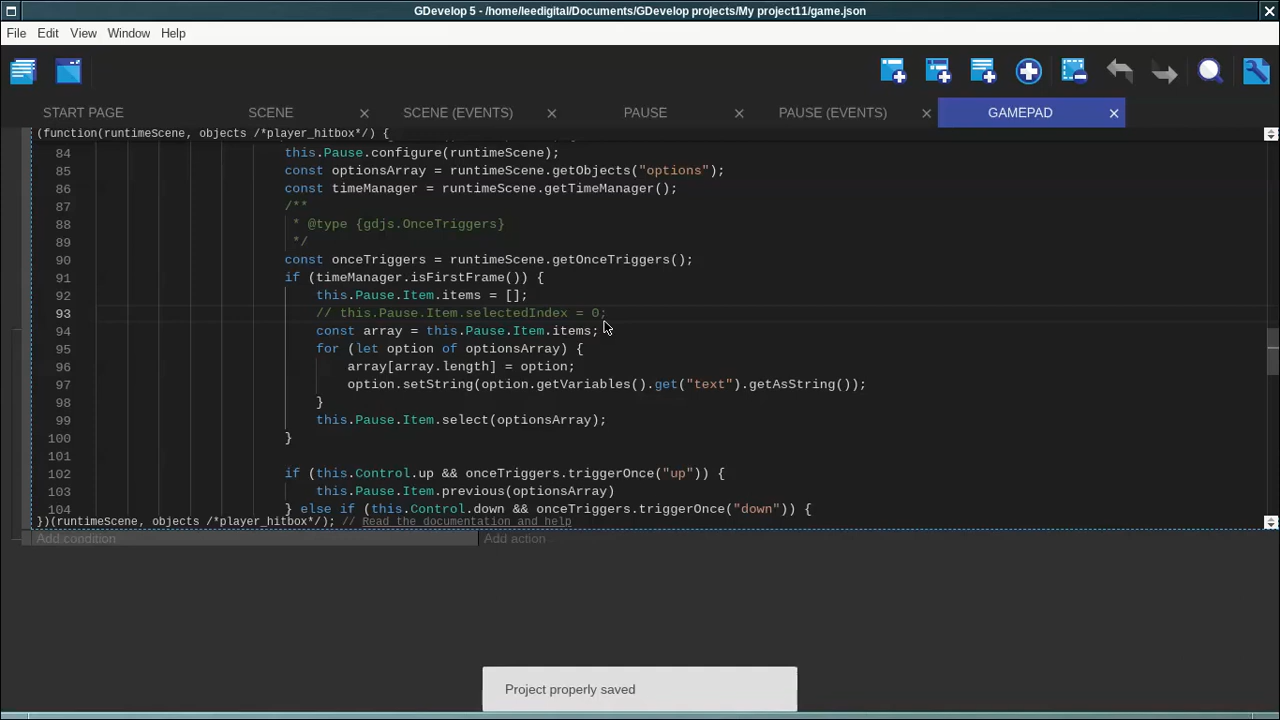 GDevelop 5 - /home/leedigital/Documents/GDevelop projects/My project11/game.json
File Edit View Window Help
START PAGE SCENE SCENE (EVENTS) PAUSE PAUSE (EVENTS) GAMEPAD
(function(runtimeScene, objects /*player_hitbox*/) {
84 this.Pause.configure(runtimeScene);
85 const optionsArray = runtimeScene.getObjects("options");
86 const timeManager = runtimeScene.getTimeManager();
87 /**
88 * @type {gdjs.OnceTriggers}
89 */
90 const onceTriggers = runtimeScene.getOnceTriggers();
91 if (timeManager.isFirstFrame()) {
92 this.Pause.Item.items = [];
93 // this.Pause.Item.selectedIndex = 0;
94 const array = this.Pause.Item.items;
95 for (let option of optionsArray) {
96 array[array.length] = option;
97 option.setString(option.getVariables().get("text").getAsString());
98 }
99 this.Pause.Item.select(optionsArray);
100 }
101
102 if (this.Control.up && onceTriggers.triggerOnce("up")) {
103 this.Pause.Item.previous(optionsArray)
104 } else if (this.Control.down && onceTriggers.triggerOnce("down")) {
})(runtimeScene, objects /*player_hitbox*/); // Read the documentation and help
Add condition Add action
Project properly saved